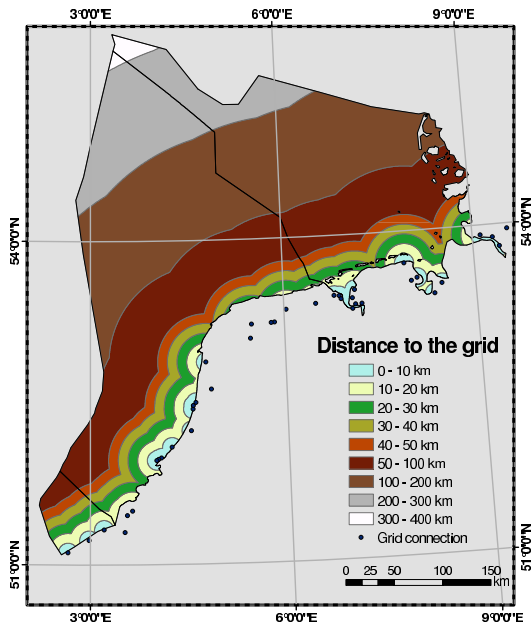 3°0'0"E 6°0'0"E 9°0'0"E
54°0'0"N 54°0'0"N
Distance to the grid
0 - 10 km
10 - 20 km
20 - 30 km
30 - 40 km
40 - 50 km
50 - 100 km
100 - 200 km
200 - 300 km
300 - 400 km
Grid connection
51°0'0"N 51°0'0"N
0 25 50 100 150
km
3°0'0"E 6°0'0"E 9°0'0"E